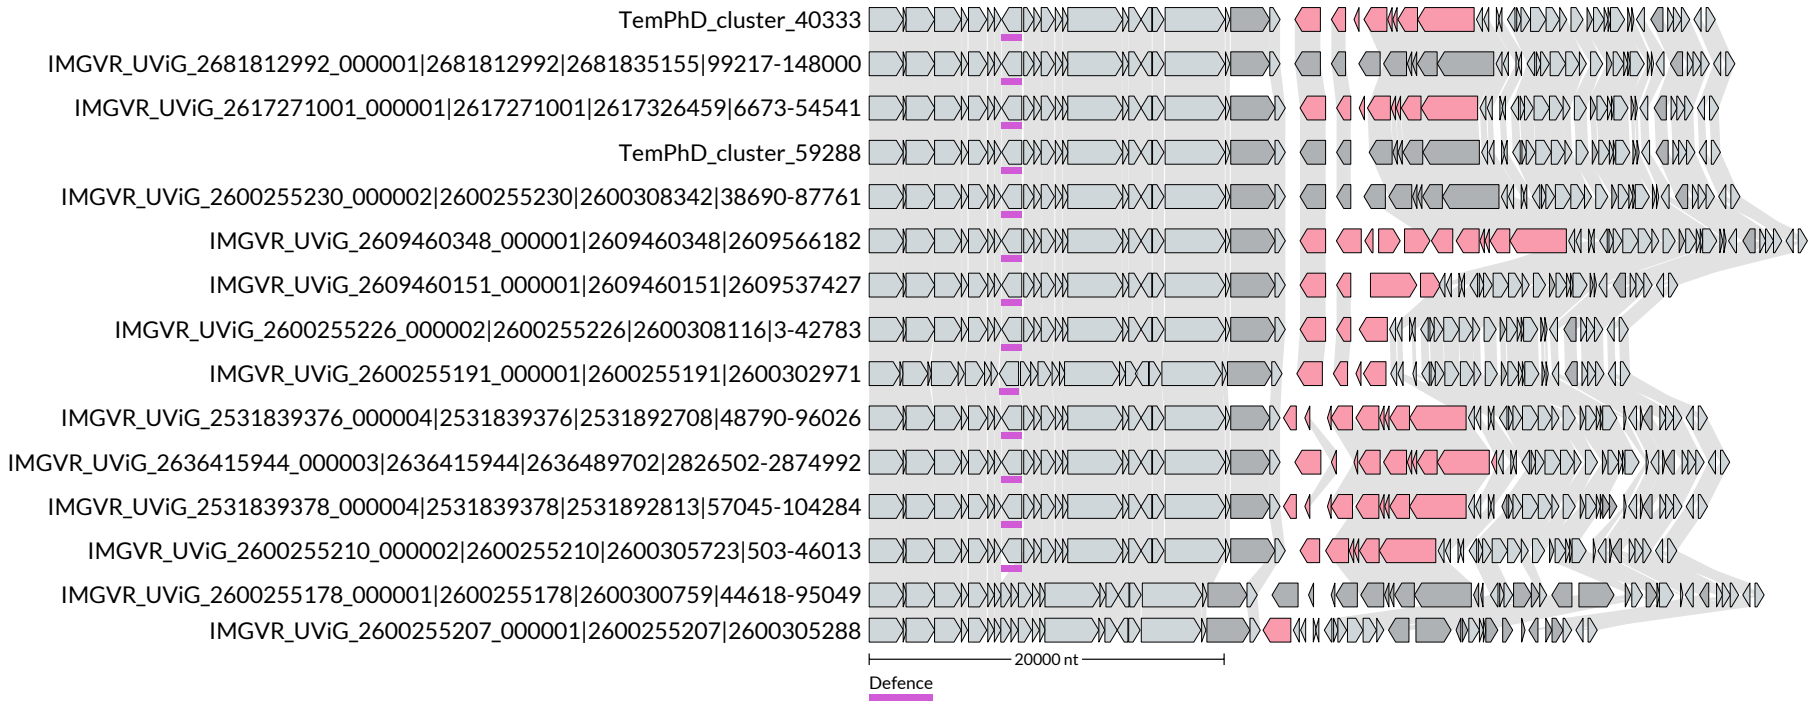 TemPhD_cluster_40333
IMGVR_UViG_2681812992_000001|2681812992|2681835155|99217-148000
IMGVR_UViG_2617271001_000001|2617271001|2617326459|6673-54541
TemPhD_cluster_59288
IMGVR_UViG_2600255230_000002|2600255230|2600308342|38690-87761
IMGVR_UViG_2609460348_000001|2609460348|2609566182
IMGVR_UViG_2609460151_000001|2609460151|2609537427
IMGVR_UViG_2600255226_000002|2600255226|2600308116|3-42783
IMGVR_UViG_2600255191_000001|2600255191|2600302971
IMGVR_UViG_2531839376_000004|2531839376|2531892708|48790-96026
IMGVR_UViG_2636415944_000003|2636415944|2636489702|2826502-2874992
IMGVR_UViG_2531839378_000004|2531839378|2531892813|57045-104284
IMGVR_UViG_2600255210_000002|2600255210|2600305723|503-46013
IMGVR_UViG_2600255178_000001|2600255178|2600300759|44618-95049
IMGVR_UViG_2600255207_000001|2600255207|2600305288
20000 nt
Defence